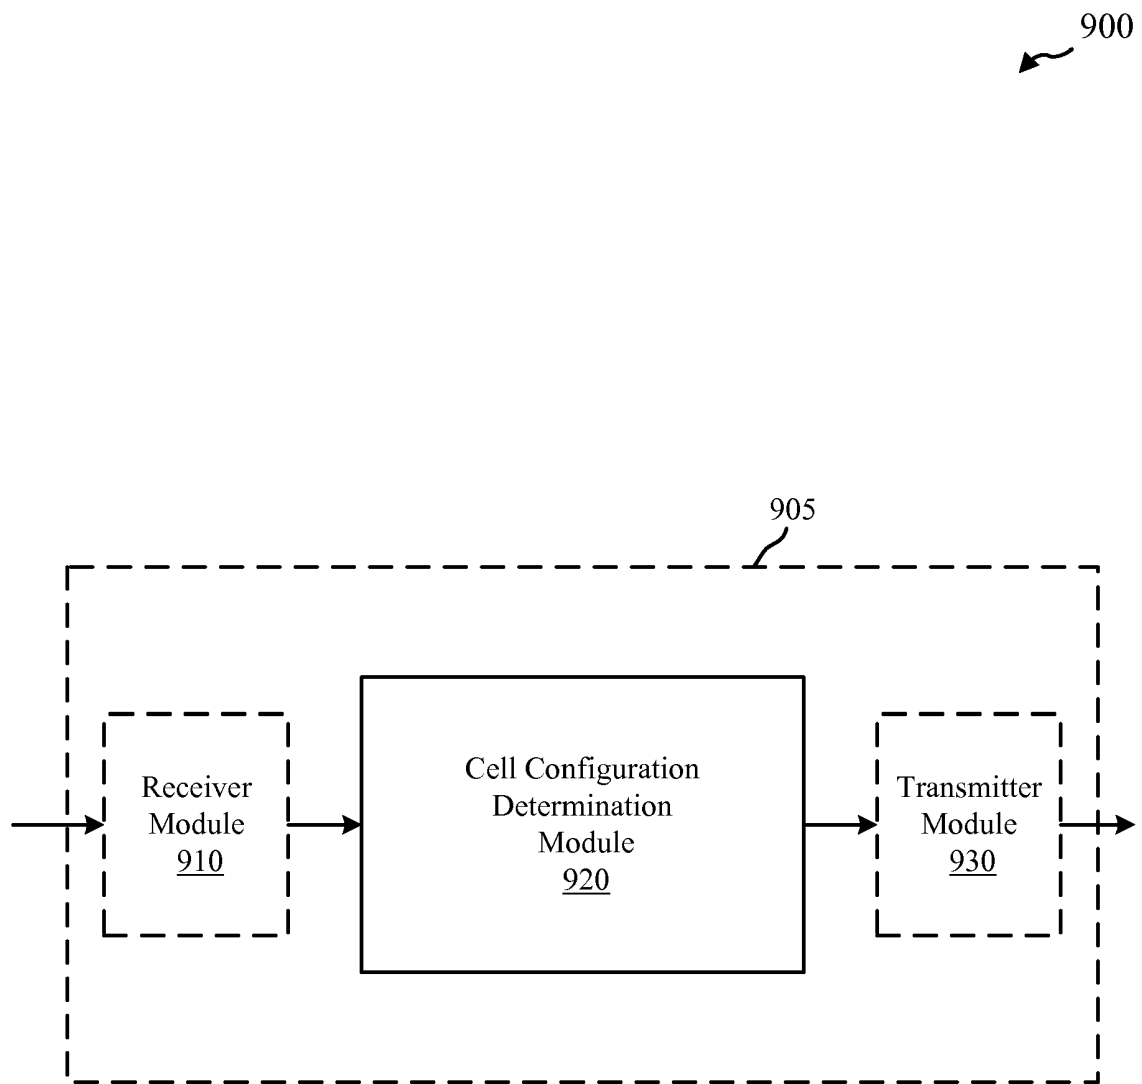 900
905
Receiver
Module
910
Cell Configuration
Determination
Module
920
Transmitter
Module
930